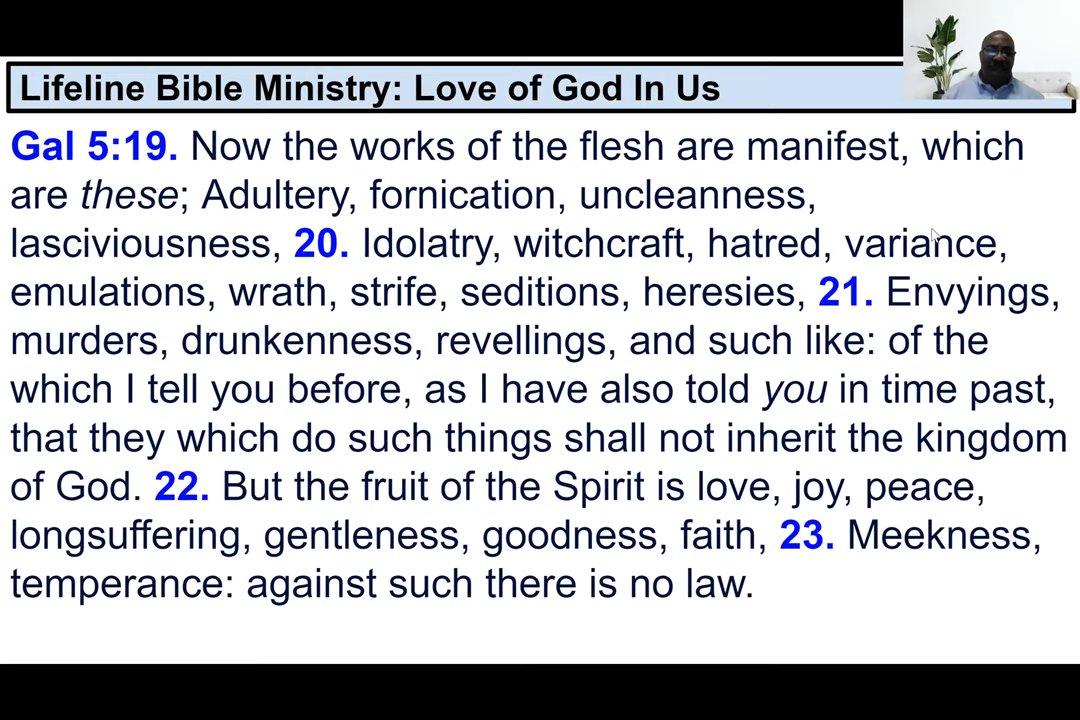 Lifeline Bible Ministry: Love of God In Us
Gal 5:19. Now the works of the flesh are manifest, which
are these; Adultery, fornication, uncleanness,
lasciviousness, 20. Idolatry, witchcraft, hatred, variance,
emulations, wrath, strife, seditions, heresies, 21. Envyings,
murders, drunkenness, revellings, and such like: of the
which I tell you before, as I have also told you in time past,
that they which do such things shall not inherit the kingdom
of God. 22. But the fruit of the Spirit is love, joy, peace,
longsuffering, gentleness, goodness, faith, 23. Meekness,
temperance: against such there is no law.